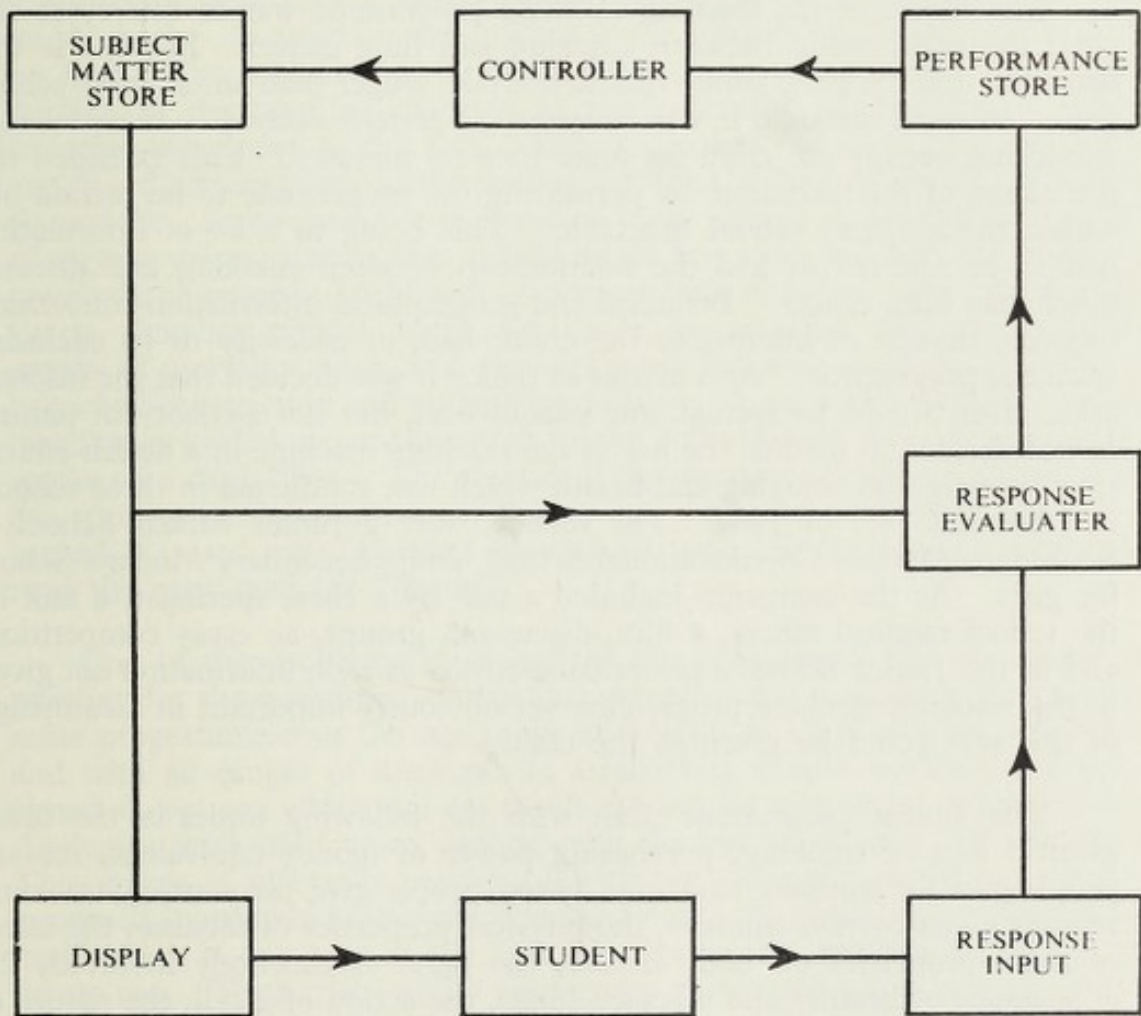 SUBJECT
MATTER
STORE
CONTROLLER
PERFORMANCE
STORE
RESPONSE
EVALUATER
DISPLAY
STUDENT
RESPONSE
INPUT